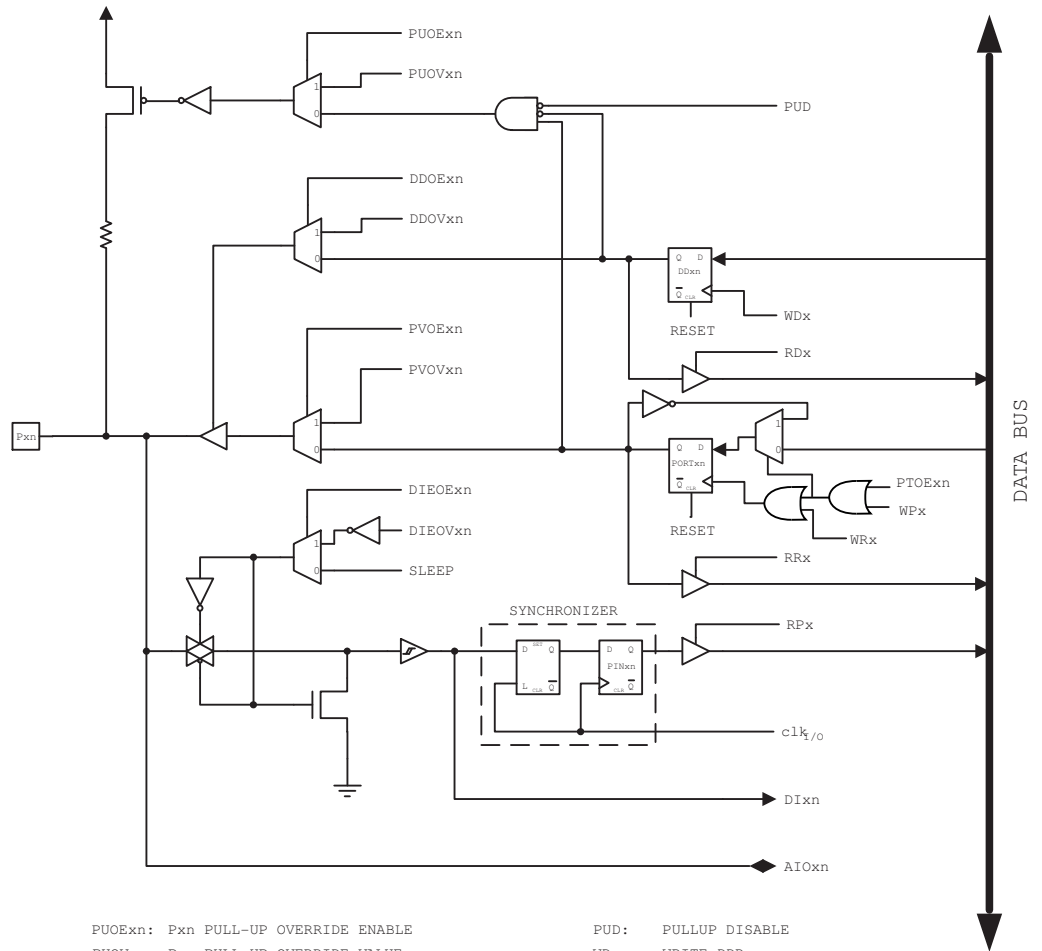 PUOExn
PUOVxn
1
0
PUD
DDOExn
DDOVxn
1
0
Q D
DDxn
Q CLR
WDx
RESET
RDx
PVOExn
PVOVxn
1
0
Pxn
1
0
Q D
PORTxn
Q CLR
PTOExn
WPx
RESET
WRx
RRx
DATA BUS
DIEOExn
DIEOVxn
1
0
SLEEP
SYNCHRONIZER
RPx
D SET Q
L CLR Q
D Q
PINxn
CLR Q
clk I/O
DIxn
AIOxn
PUOExn: Pxn PULL-UP OVERRIDE ENABLE
PUD: PULLUP DISABLE